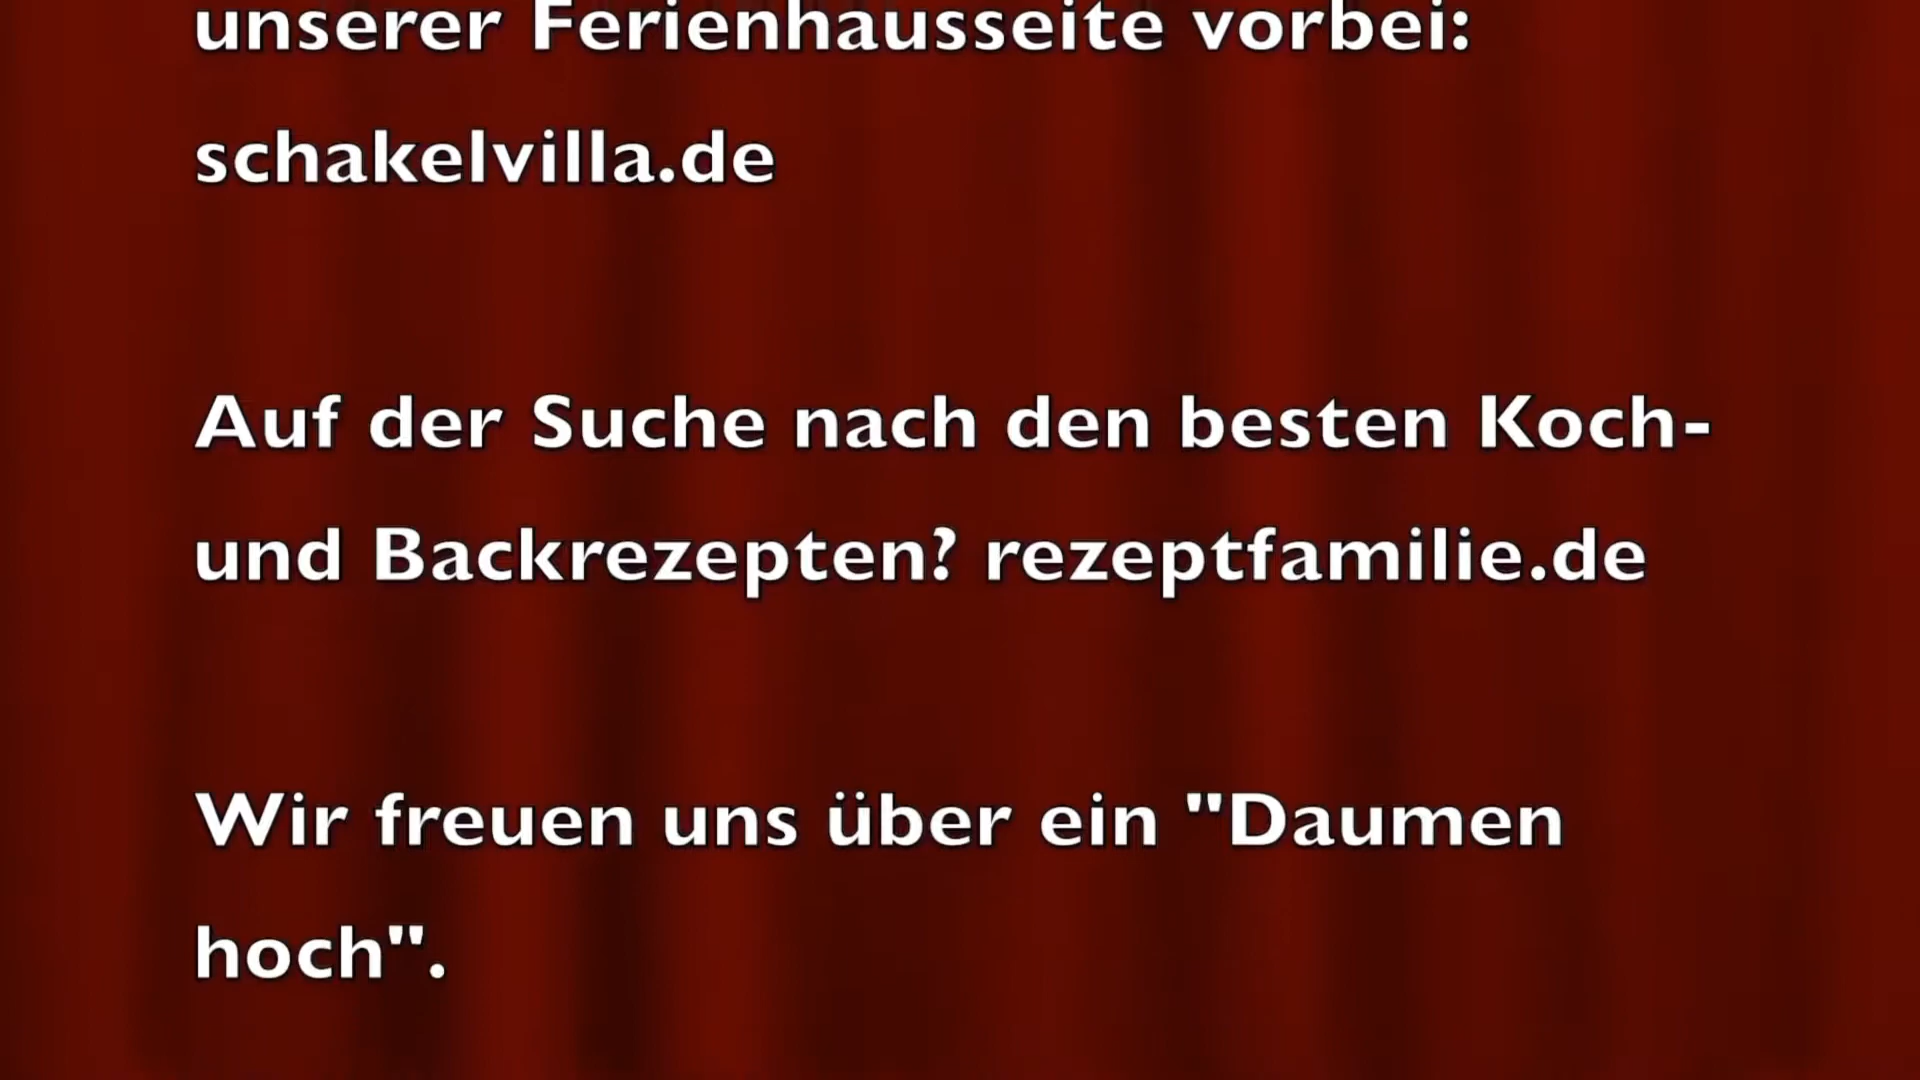 unserer Ferienhausseite vorbei:
schakelvilla.de
Auf der Suche nach den besten Koch-
und Backrezepten? rezeptfamilie.de
Wir freuen uns über ein "Daumen
hoch".